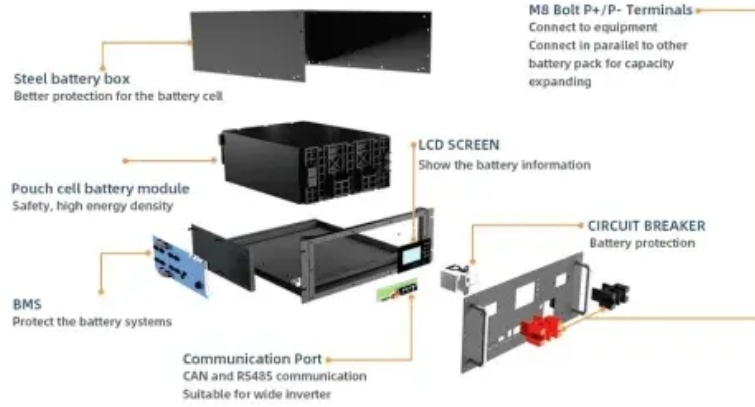 M8 Bolt P+/P- Terminals
Connect to equipment
Connect in parallel to other
battery pack for capacity
expanding
Steel battery box
Better protection for the battery cell
LCD SCREEN
Show the battery information
Pouch cell battery module
Safety, high energy density
CIRCUIT BREAKER
Battery protection
BMS
Protect the battery systems
Communication Port
CAN and RS485 communication
Suitable for wide inverter